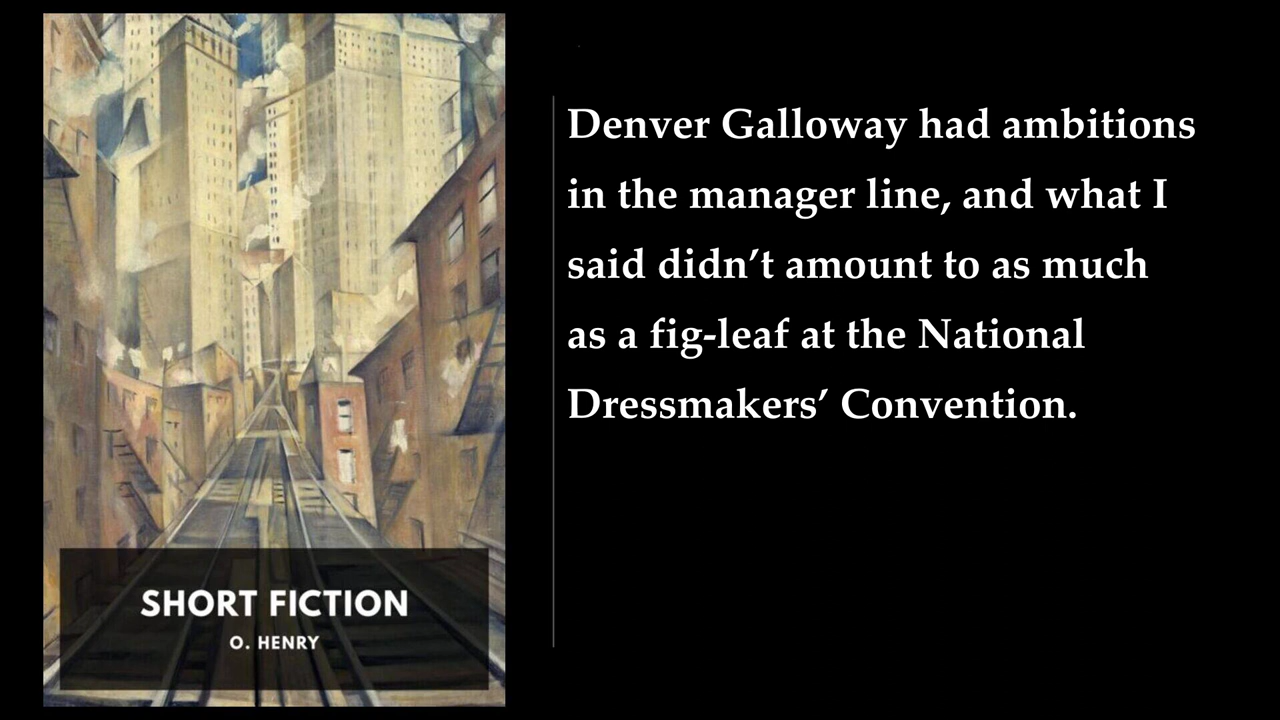 Denver Galloway had ambitions
in the manager line, and what I
said didn’t amount to as much
as a fig-leaf at the National
Dressmakers’ Convention.
SHORT FICTION
O. HENRY